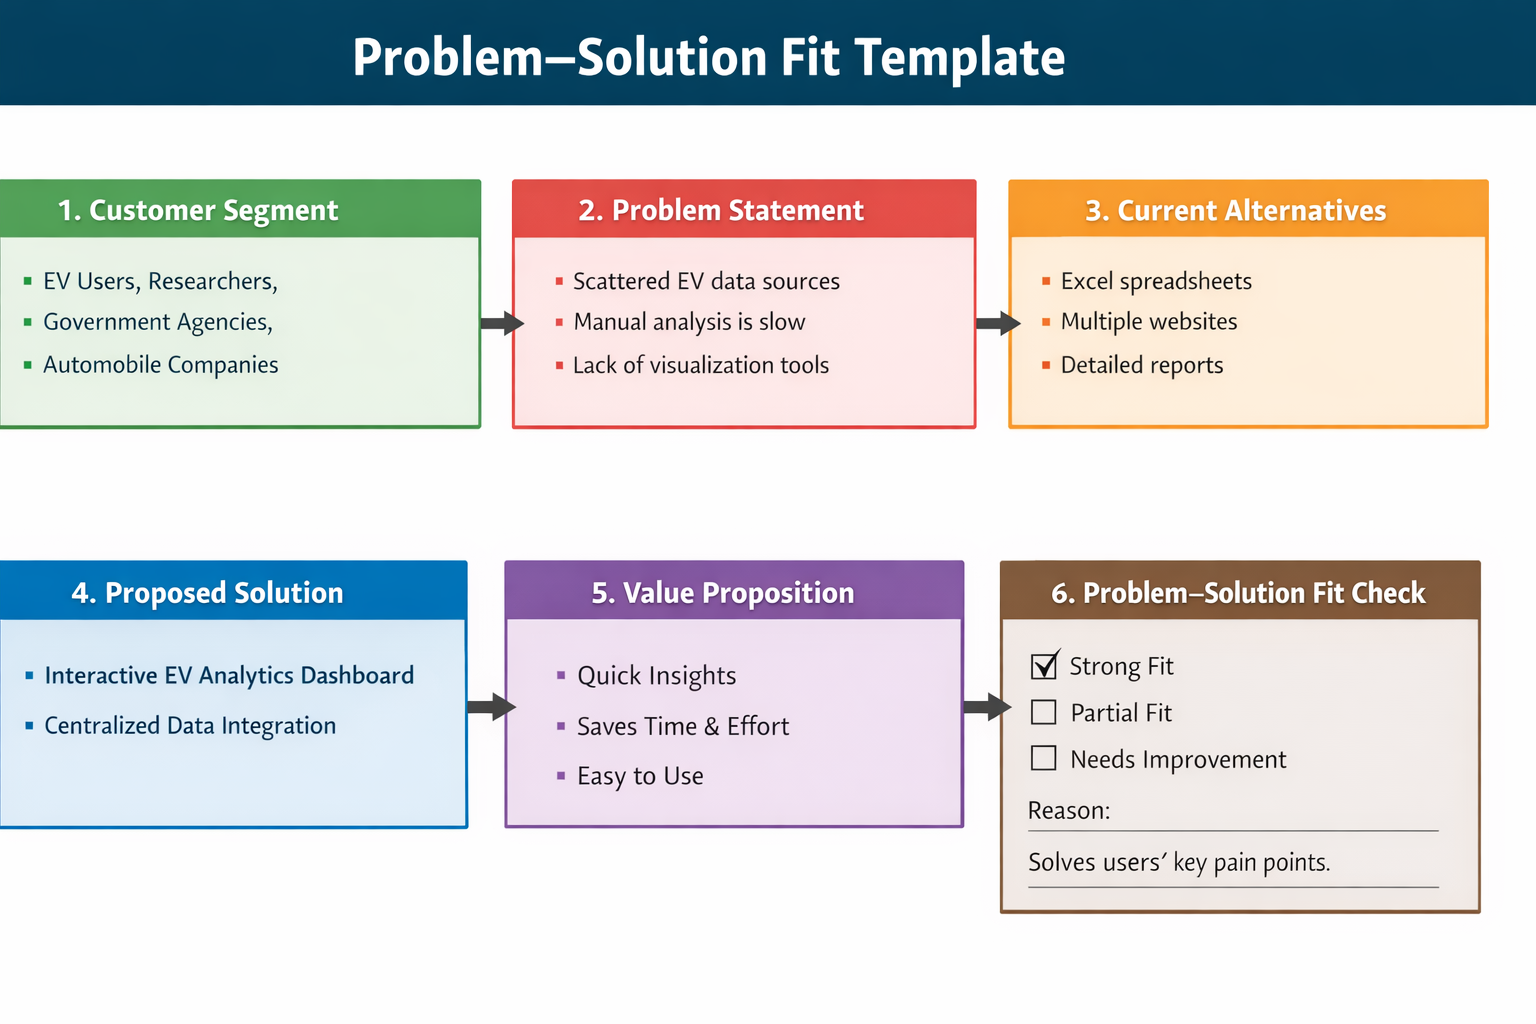 Problem–Solution Fit Template
1. Customer Segment
▪ EV Users, Researchers,
▪ Government Agencies,
▪ Automobile Companies
2. Problem Statement
▪ Scattered EV data sources
▪ Manual analysis is slow
▪ Lack of visualization tools
3. Current Alternatives
▪ Excel spreadsheets
▪ Multiple websites
▪ Detailed reports
4. Proposed Solution
▪ Interactive EV Analytics Dashboard
▪ Centralized Data Integration
5. Value Proposition
▪ Quick Insights
▪ Saves Time & Effort
▪ Easy to Use
6. Problem–Solution Fit Check
☑ Strong Fit
☐ Partial Fit
☐ Needs Improvement
Reason:
Solves users’ key pain points.